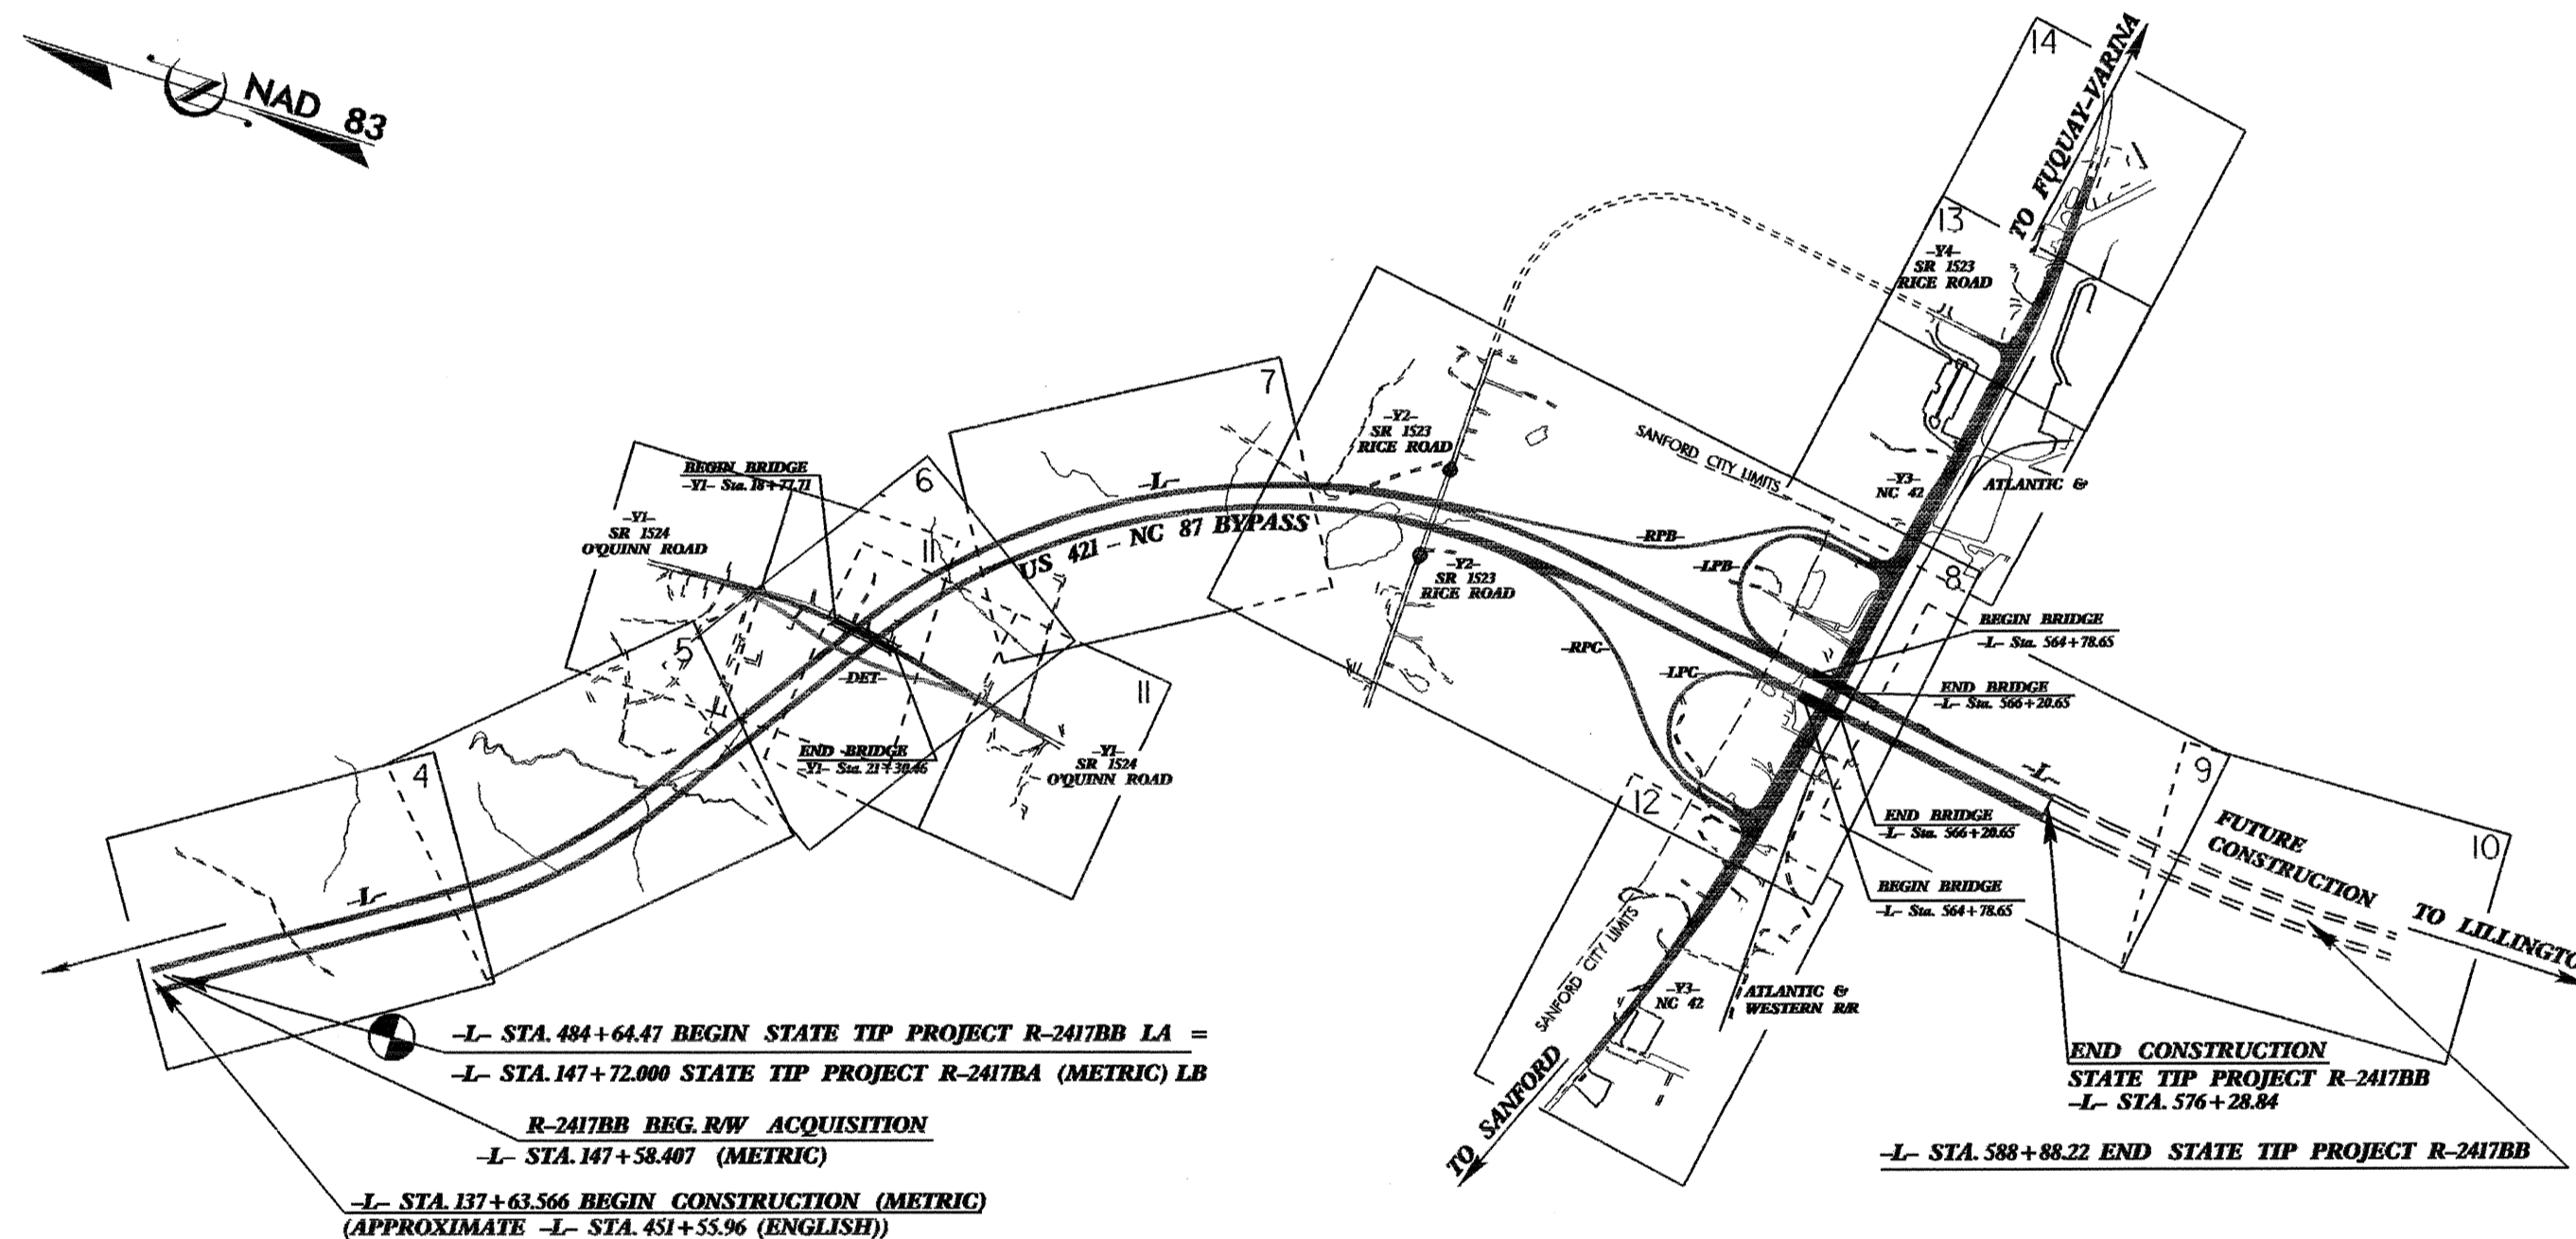 NAD 83
14
TO FUQUAY-VARINA
13
-Y4-
SR 1523
RICE ROAD
7
-Y2-
SR 1523
RICE ROAD
SANFORD CITY LIMITS
-Y3-
NC 42
ATLANTIC &
BEGIN BRIDGE
-Y1- Sta. 18+77.71
6
-L-
US 421 - NC 87 BYPASS
-Y1-
SR 1524
O'QUINN ROAD
11
-RPB-
-LPB-
8
-Y2-
SR 1523
RICE ROAD
BEGIN BRIDGE
-L- Sta. 564+78.65
5
-RPC-
-LPC-
-DET-
11
END BRIDGE
-L- Sta. 566+20.65
END BRIDGE
-Y1- Sta. 21+30.46
-Y1-
SR 1524
O'QUINN ROAD
4
12
-L-
9
END BRIDGE
-L- Sta. 566+20.65
FUTURE
CONSTRUCTION
10
BEGIN BRIDGE
-L- Sta. 564+78.65
-L-
TO LILLINGTO
SANFORD CITY LIMITS
-Y3-
NC 42
ATLANTIC &
WESTERN R/R
TO SANFORD
-L- STA. 484+64.47 BEGIN STATE TIP PROJECT R-2417BB LA =
-L- STA. 147+72.000 STATE TIP PROJECT R-2417BA (METRIC) LB
R-2417BB BEG. R/W ACQUISITION
-L- STA. 147+58.407 (METRIC)
-L- STA. 137+63.566 BEGIN CONSTRUCTION (METRIC)
(APPROXIMATE -L- STA. 451+55.96 (ENGLISH))
END CONSTRUCTION
STATE TIP PROJECT R-2417BB
-L- STA. 576+28.84
-L- STA. 588+88.22 END STATE TIP PROJECT R-2417BB